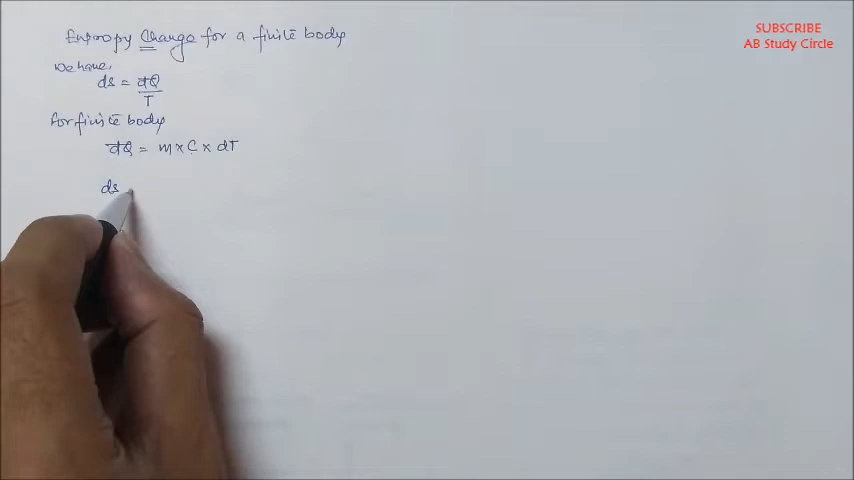 Entropy Change for a finite body
We have,
ds = đQ
T
for finite body
đQ = m × C × dT
ds
SUBSCRIBE
AB Study Circle